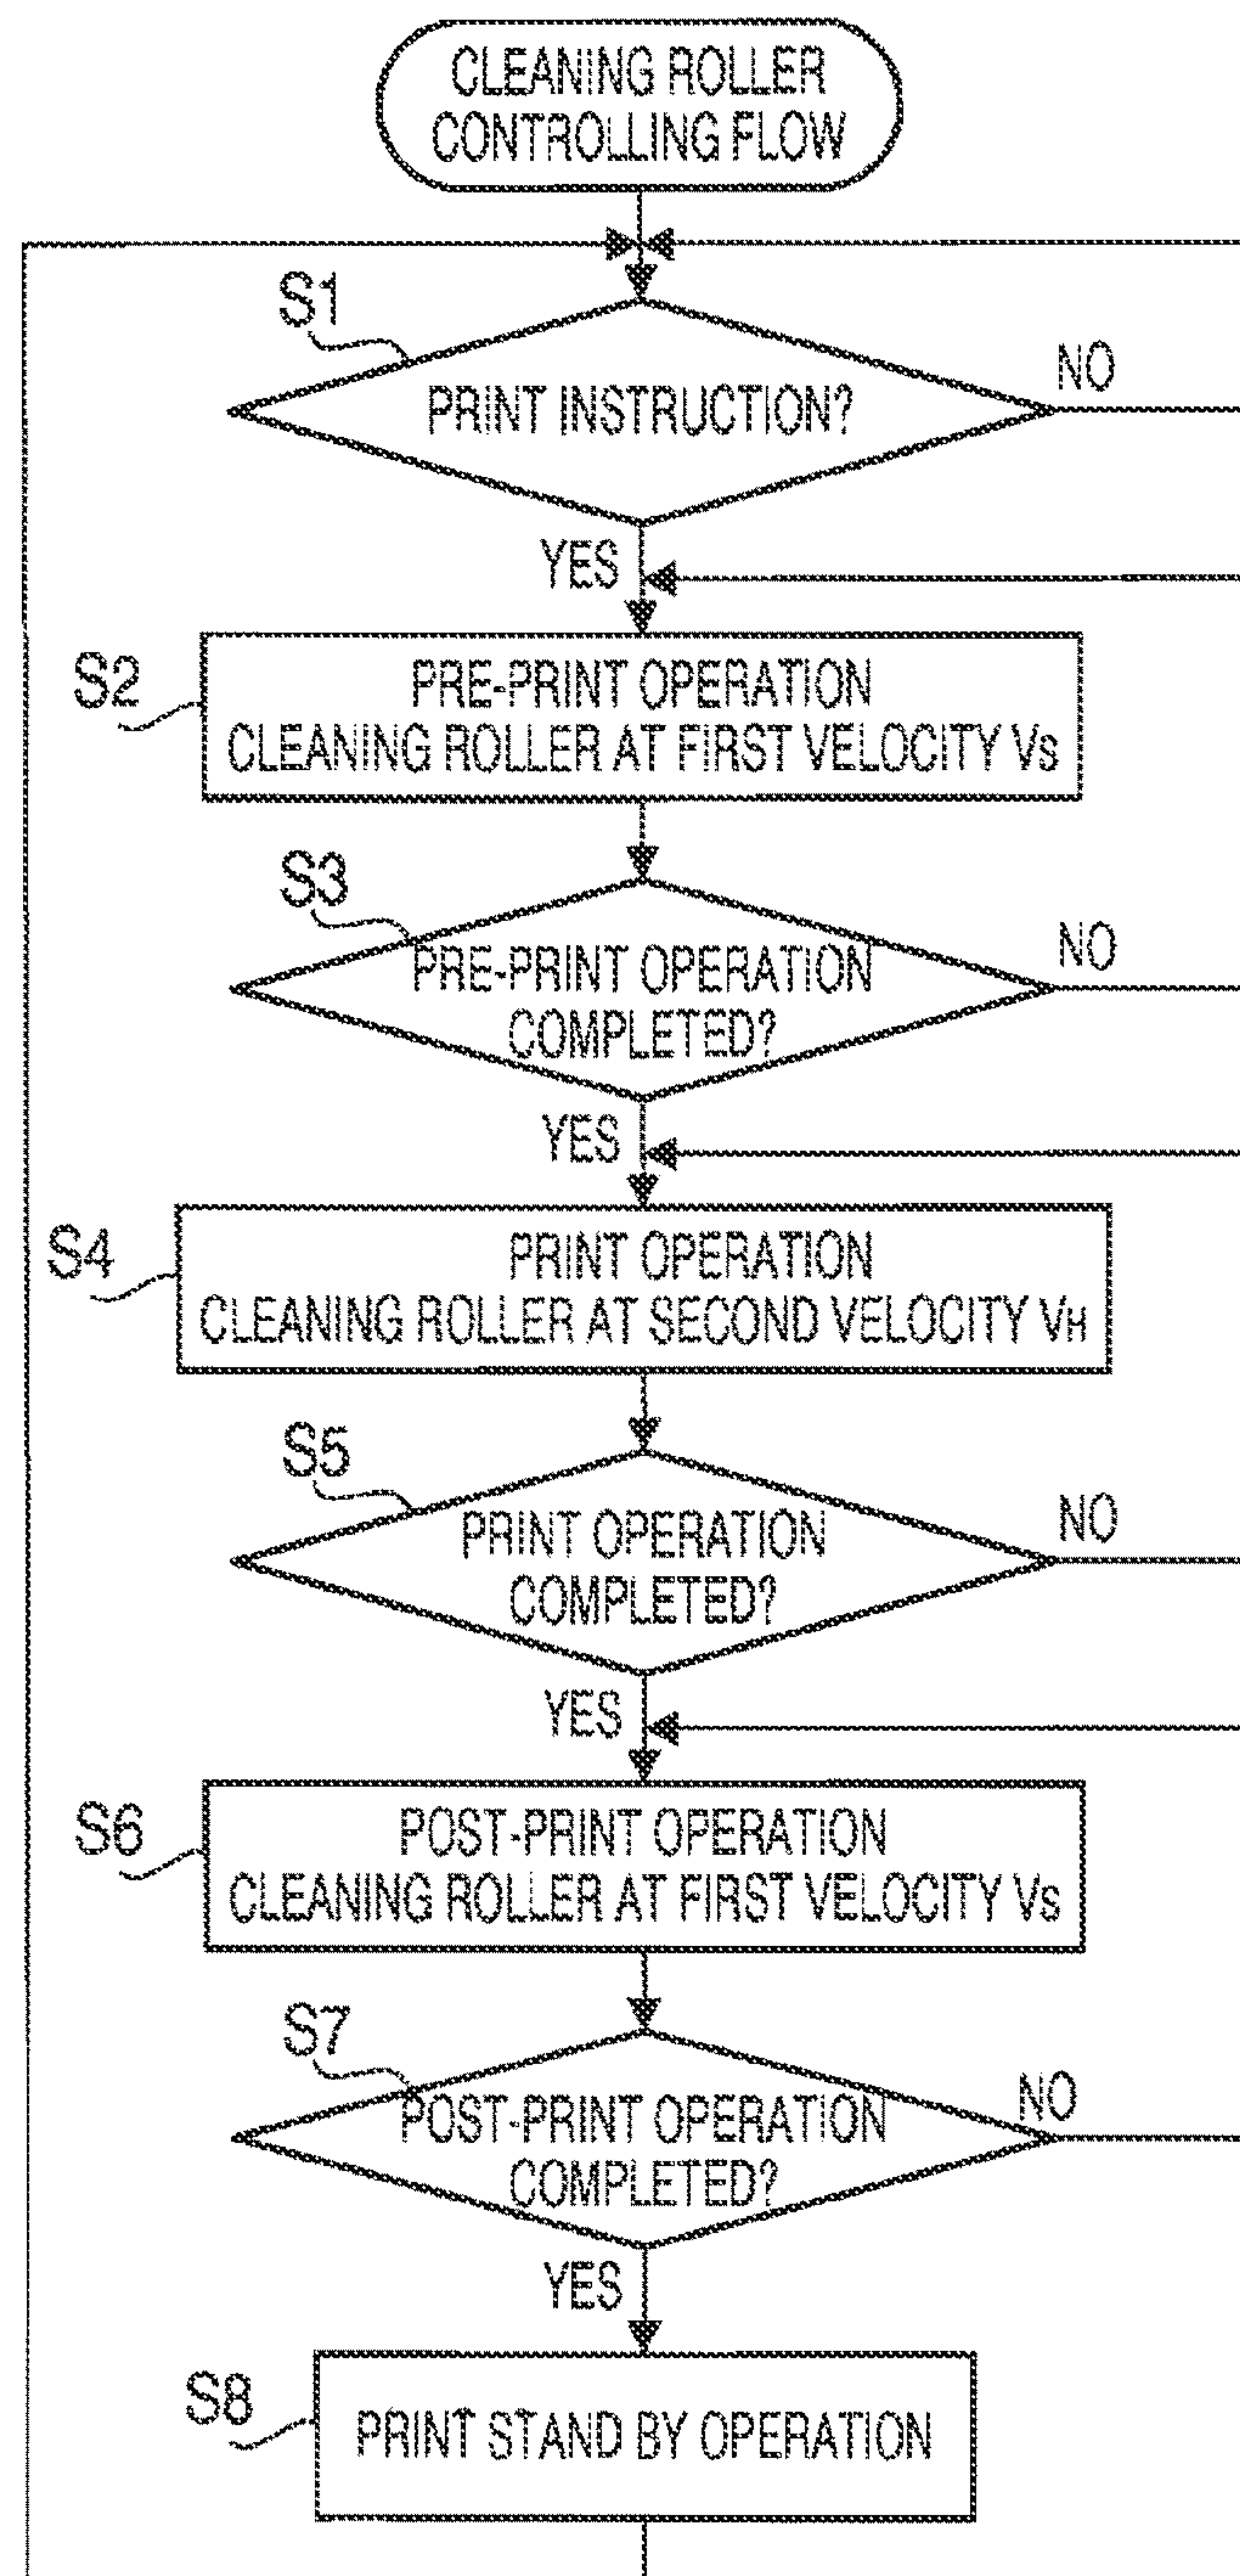 CLEANING ROLLER
CONTROLLING FLOW
S1
PRINT INSTRUCTION?
NO
YES
S2
PRE-PRINT OPERATION
CLEANING ROLLER AT FIRST VELOCITY VS
S3
PRE-PRINT OPERATION
COMPLETED?
NO
YES
S4
PRINT OPERATION
CLEANING ROLLER AT SECOND VELOCITY VH
S5
PRINT OPERATION
COMPLETED?
NO
YES
S6
POST-PRINT OPERATION
CLEANING ROLLER AT FIRST VELOCITY VS
S7
POST-PRINT OPERATION
COMPLETED?
NO
YES
S8
PRINT STAND BY OPERATION